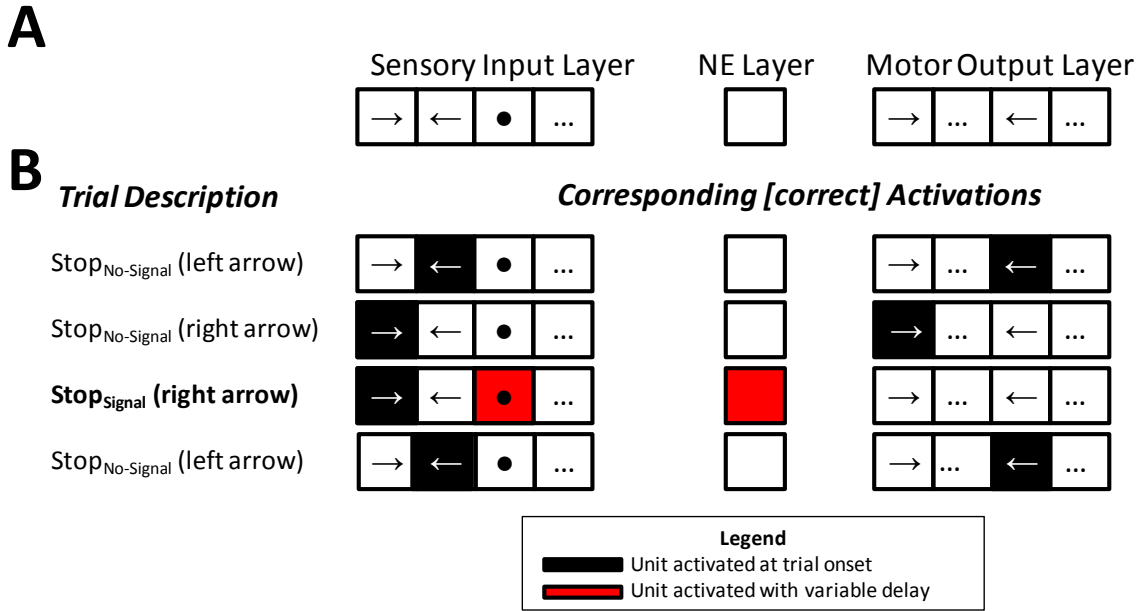 A
Sensory Input Layer NE Layer Motor Output Layer
→ ← ● ... → ... ← ...
B
Trial Description Corresponding [correct] Activations
StopNo-Signal (left arrow) → ← ● ... → ... ← ...
StopNo-Signal (right arrow) → ← ● ... → ... ← ...
StopSignal (right arrow) → ← ● ... → ... ← ...
StopNo-Signal (left arrow) → ← ● ... → ... ← ...
Legend
Unit activated at trial onset
Unit activated with variable delay